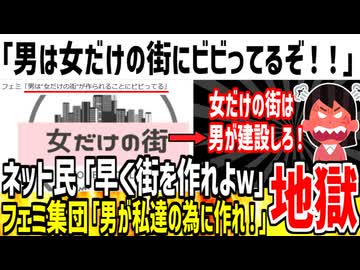 「男は女だけの街にビビってるぞ！！」
フェミ「男は"女だけの街"が作られることにビビってる」
女だけの街
女だけの街は
男が建設しろ！
ネット民「早く街を作れよw」
フェミ集団「男が私達の為に作れ！」
地獄